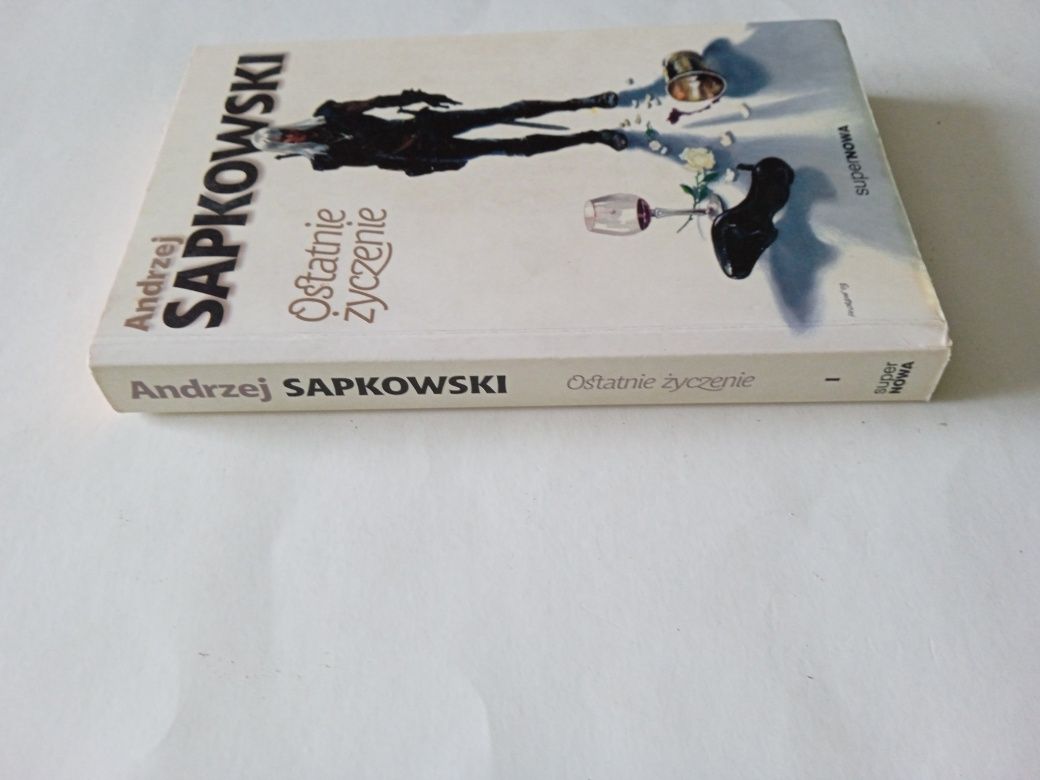 Andrzej
SAPKOWSKI
Ostatnie
życzenie
superNOWA
Andrzej SAPKOWSKI Ostatnie życzenie I
super
NOWA